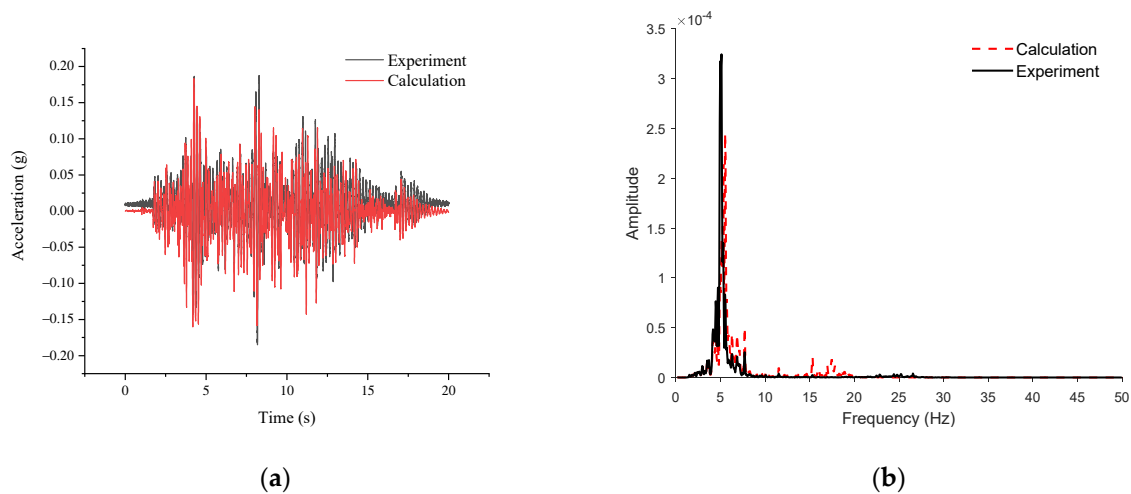 Experiment
Calculation
0.20
0.15
0.10
0.05
0.00
–0.05
–0.10
–0.15
–0.20
Acceleration (g)
0 5 10 15 20
Time (s)
(a)
×10-4
3.5
3
2.5
2
1.5
1
0.5
0
Amplitude
Calculation
Experiment
0 5 10 15 20 25 30 35 40 45 50
Frequency (Hz)
(b)